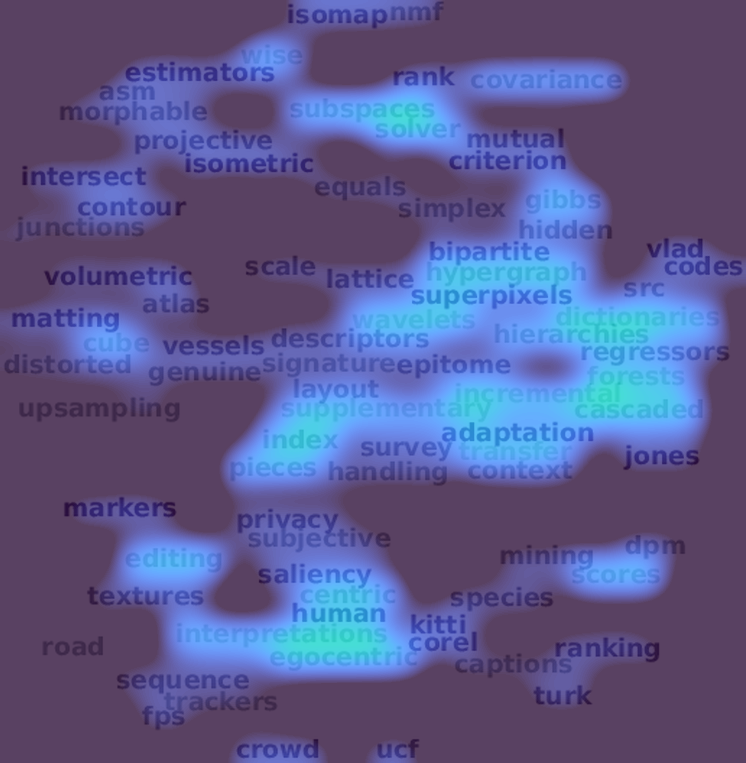 isomap nmf
wise
estimators rank covariance
asm
morphable subspaces
solver
projective mutual
isometric criterion
intersect equals
contour simplex gibbs
junctions hidden
bipartite vlad
volumetric scale lattice hypergraph codes
atlas superpixels src
matting wavelets dictionaries
cube vessels descriptors hierarchies
distorted genuine signature epitome regressors
layout forests
upsampling supplementary incremental cascaded
index survey adaptation
pieces handling transfer jones
context
markers privacy
subjective
editing mining dpm
saliency scores
textures centric species
human kitti
road interpretations corel ranking
egocentric captions
sequence trackers turk
fps
crowd ucf